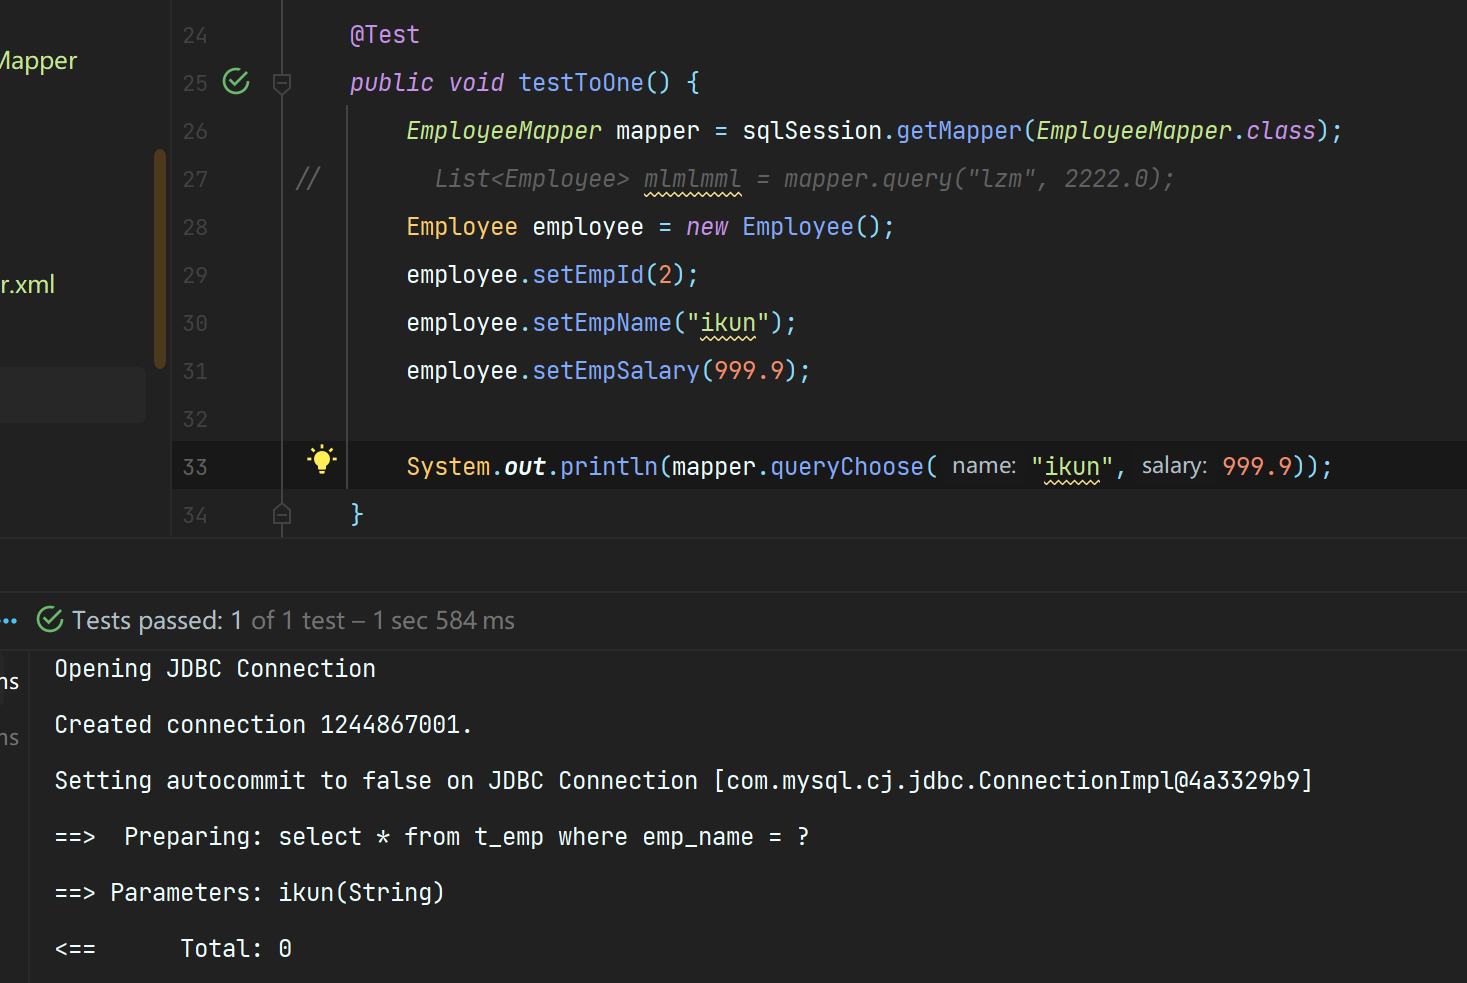 Mapper
r.xml
24 @Test
25 public void testToOne() {
26 EmployeeMapper mapper = sqlSession.getMapper(EmployeeMapper.class);
27 // List<Employee> mlmlmml = mapper.query("lzm", 2222.0);
28 Employee employee = new Employee();
29 employee.setEmpId(2);
30 employee.setEmpName("ikun");
31 employee.setEmpSalary(999.9);
32
33 System.out.println(mapper.queryChoose( name: "ikun", salary: 999.9));
34 }
Tests passed: 1 of 1 test – 1 sec 584 ms
ms
ms
Opening JDBC Connection
Created connection 1244867001.
Setting autocommit to false on JDBC Connection [com.mysql.cj.jdbc.ConnectionImpl@4a3329b9]
==>  Preparing: select * from t_emp where emp_name = ?
==> Parameters: ikun(String)
<==      Total: 0